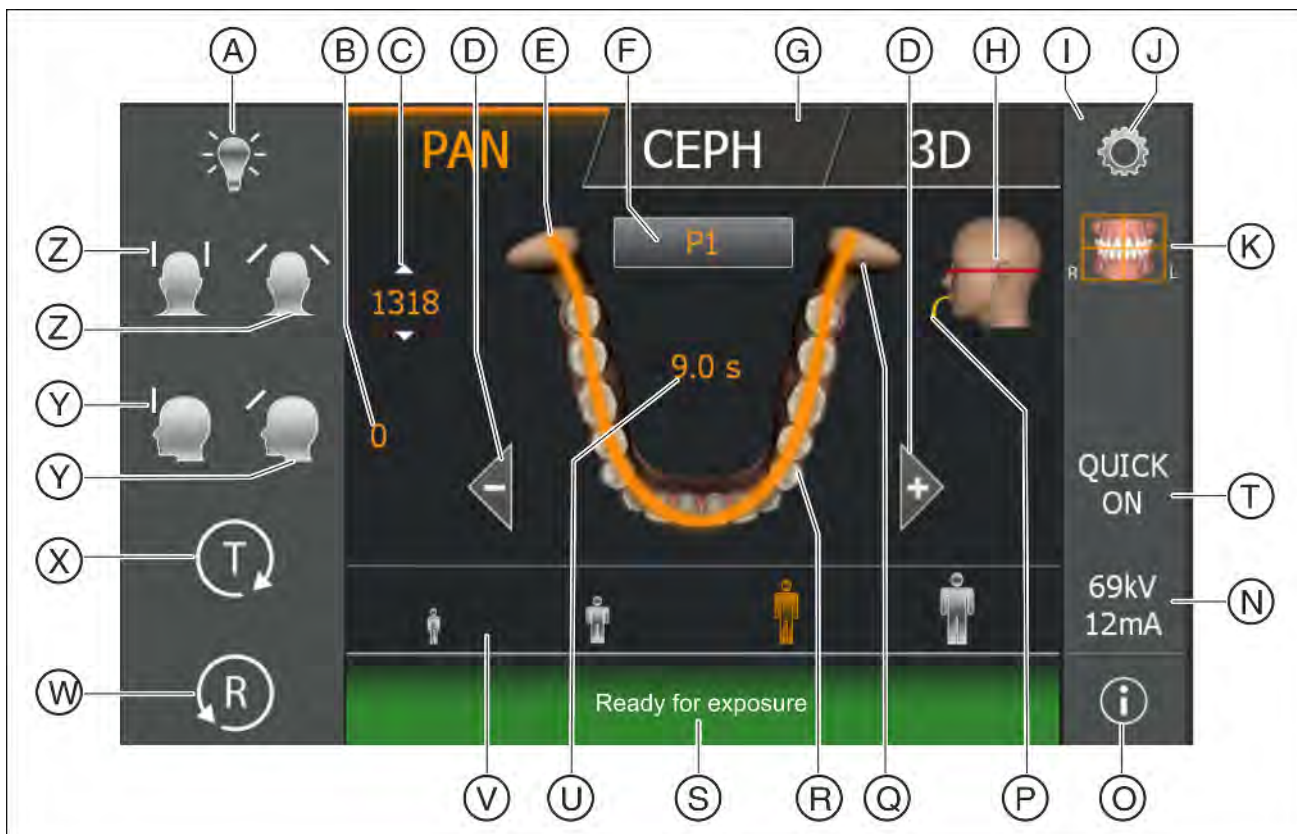 A B C D E F G D H I J
PAN CEPH 3D
P1
Z
R L
K
1318
Z
9.0 s
Y
0
Y
- +
QUICK
ON
T
X
T
69kV
12mA
N
W
R
Ready for exposure
i
V U S R Q P O